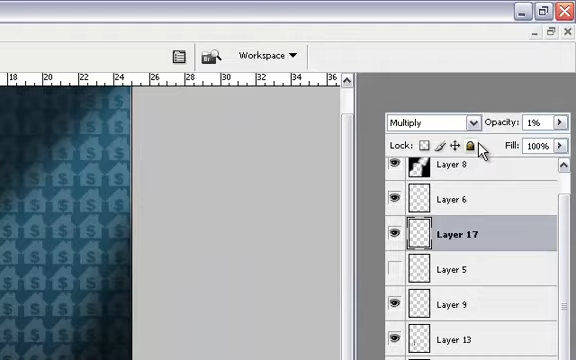 Br
Workspace
18 20 22 24 26 28 30 32 34 36
Multiply Opacity: 1%
Lock: Fill: 100%
Layer 8
Layer 6
Layer 17
Layer 5
Layer 9
Layer 13